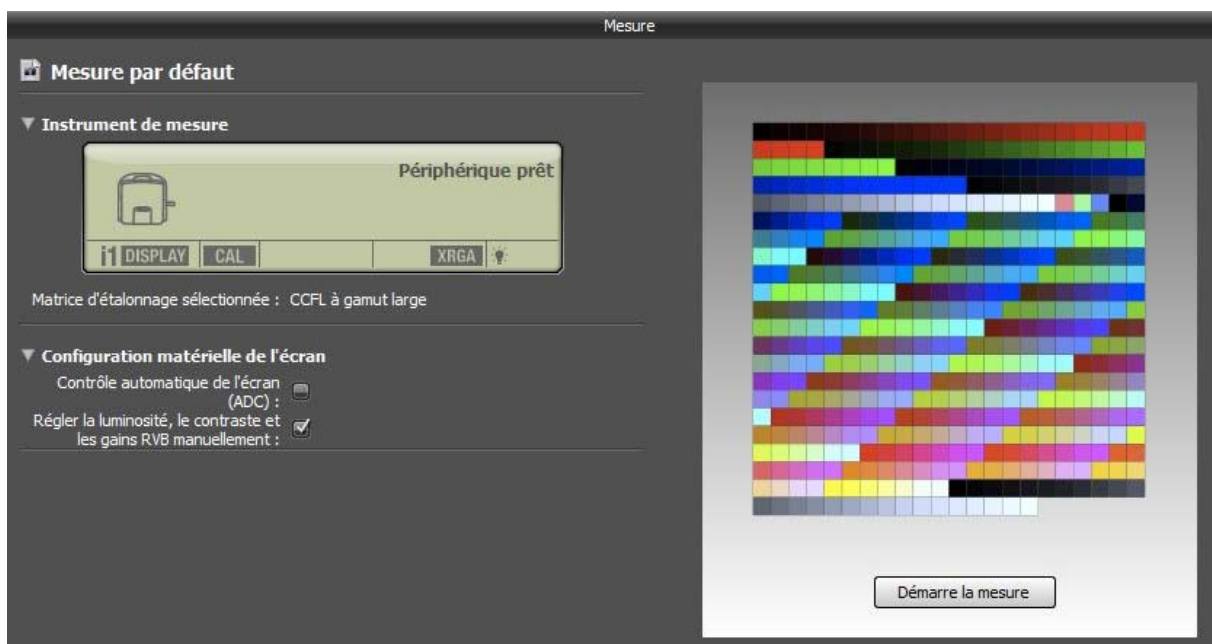 Mesure
Mesure par défaut
Instrument de mesure
Périphérique prêt
i1 DISPLAY CAL XRGA
Matrice d'étalonnage sélectionnée : CCFL à gamut large
Configuration matérielle de l'écran
Contrôle automatique de l'écran
(ADC) :
Régler la luminosité, le contraste et
les gains RVB manuellement :
Démarre la mesure